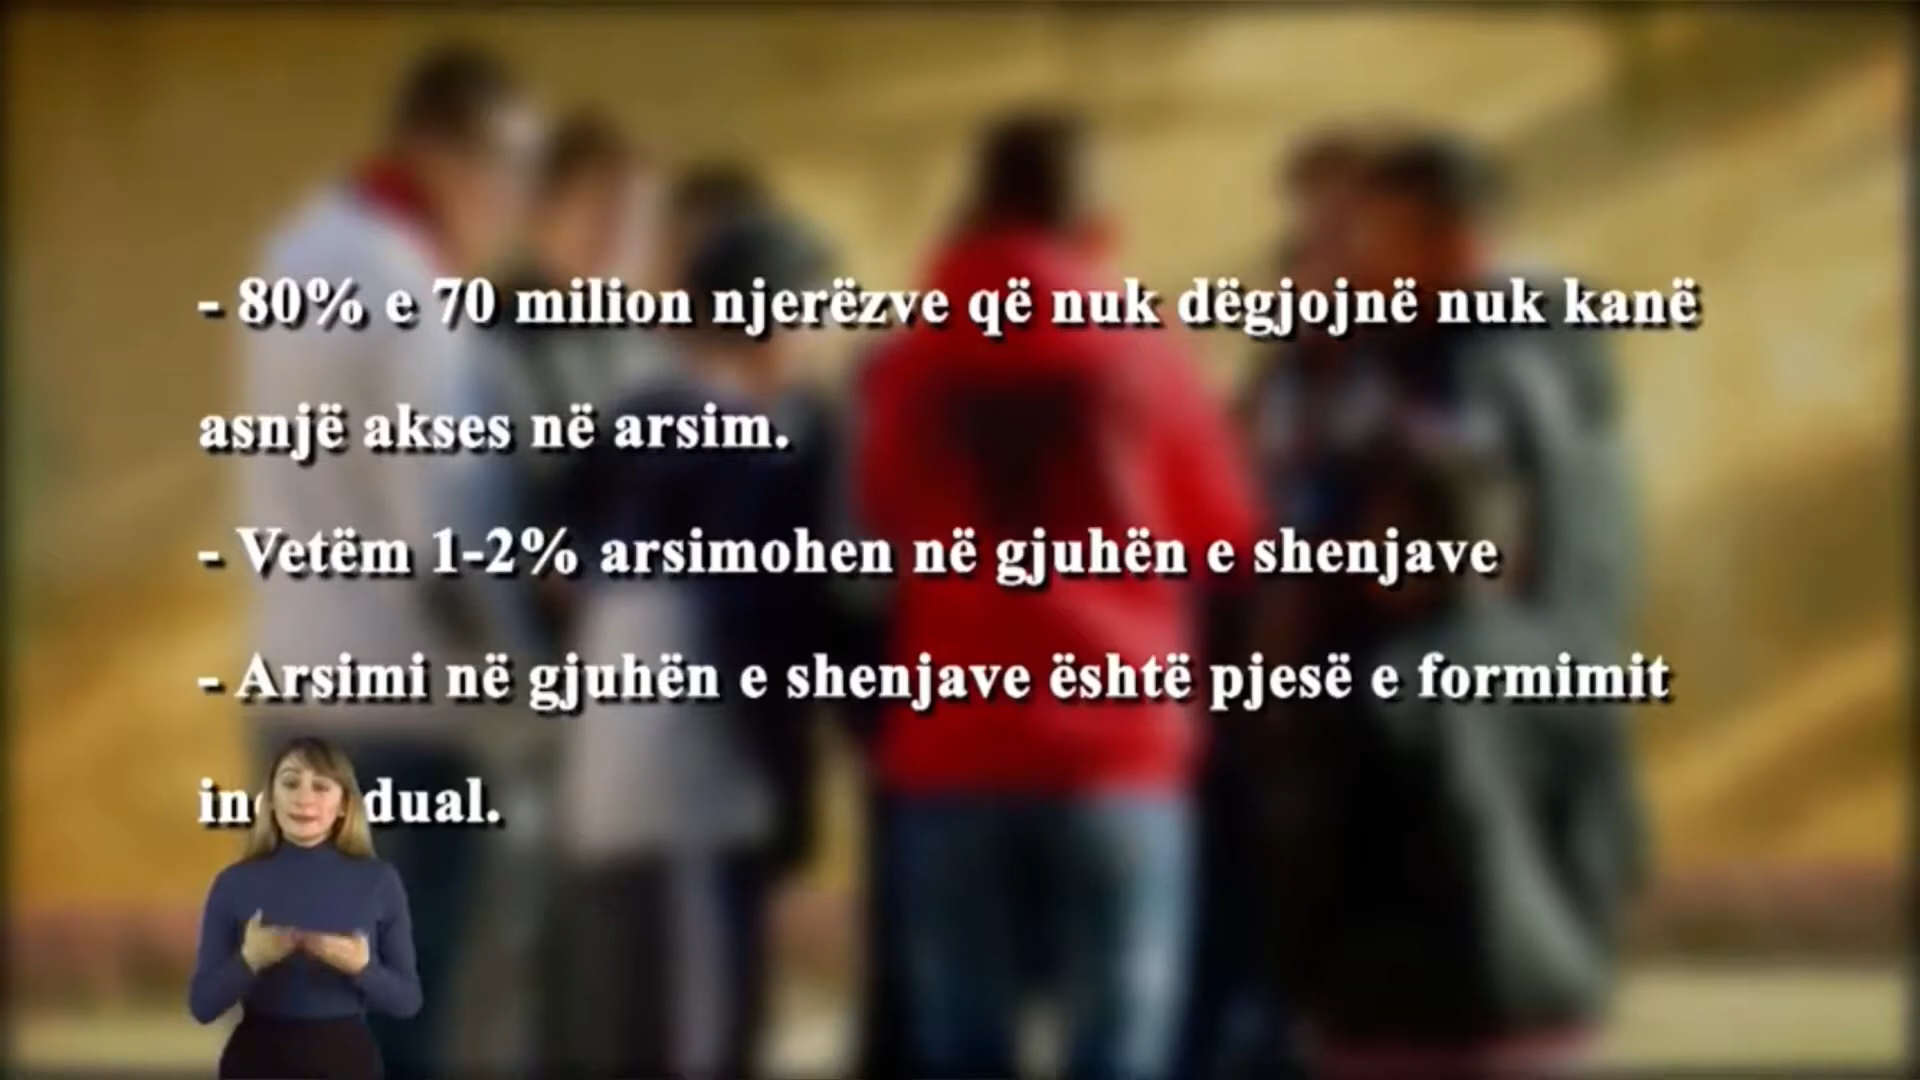 - 80% e 70 milion njerëzve që nuk dëgjojnë nuk kanë
asnjë akses në arsim.
- Vetëm 1-2% arsimohen në gjuhën e shenjave
- Arsimi në gjuhën e shenjave është pjesë e formimit